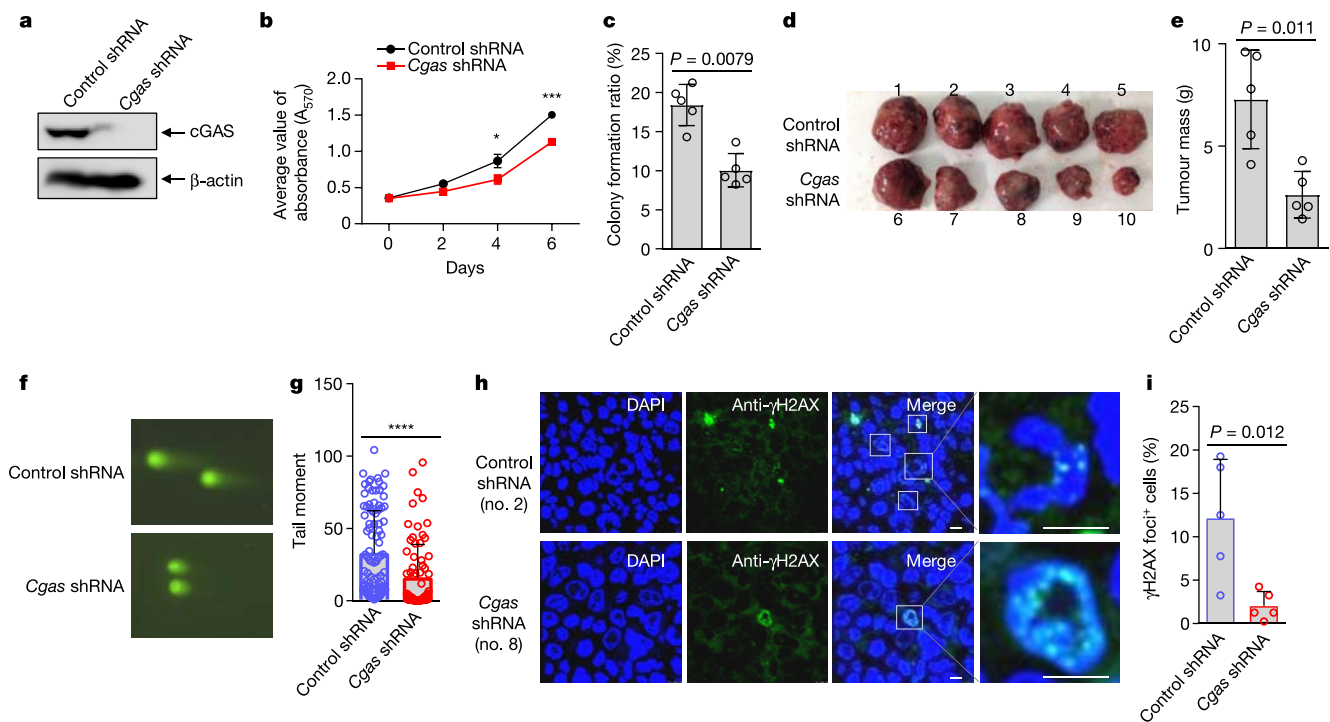 a
Control shRNA
Cgas shRNA
cGAS
β-actin
b
Control shRNA
Cgas shRNA
Average value of
absorbance (A570)
2.0
1.5
1.0
0.5
0
*
***
0 2 4 6
Days
c
Colony formation ratio (%)
25
20
15
10
5
0
P = 0.0079
Control shRNA
Cgas shRNA
d
1 2 3 4 5
Control
shRNA
Cgas
shRNA
6 7 8 9 10
e
Tumour mass (g)
10
5
0
P = 0.011
Control shRNA
Cgas shRNA
f
Control shRNA
Cgas shRNA
g
Tail moment
150
100
50
0
****
Control shRNA
Cgas shRNA
h
DAPI
Anti-γH2AX
Merge
Control
shRNA
(no. 2)
DAPI
Anti-γH2AX
Merge
Cgas
shRNA
(no. 8)
i
γH2AX foci+ cells (%)
25
20
15
10
5
0
P = 0.012
Control shRNA
Cgas shRNA